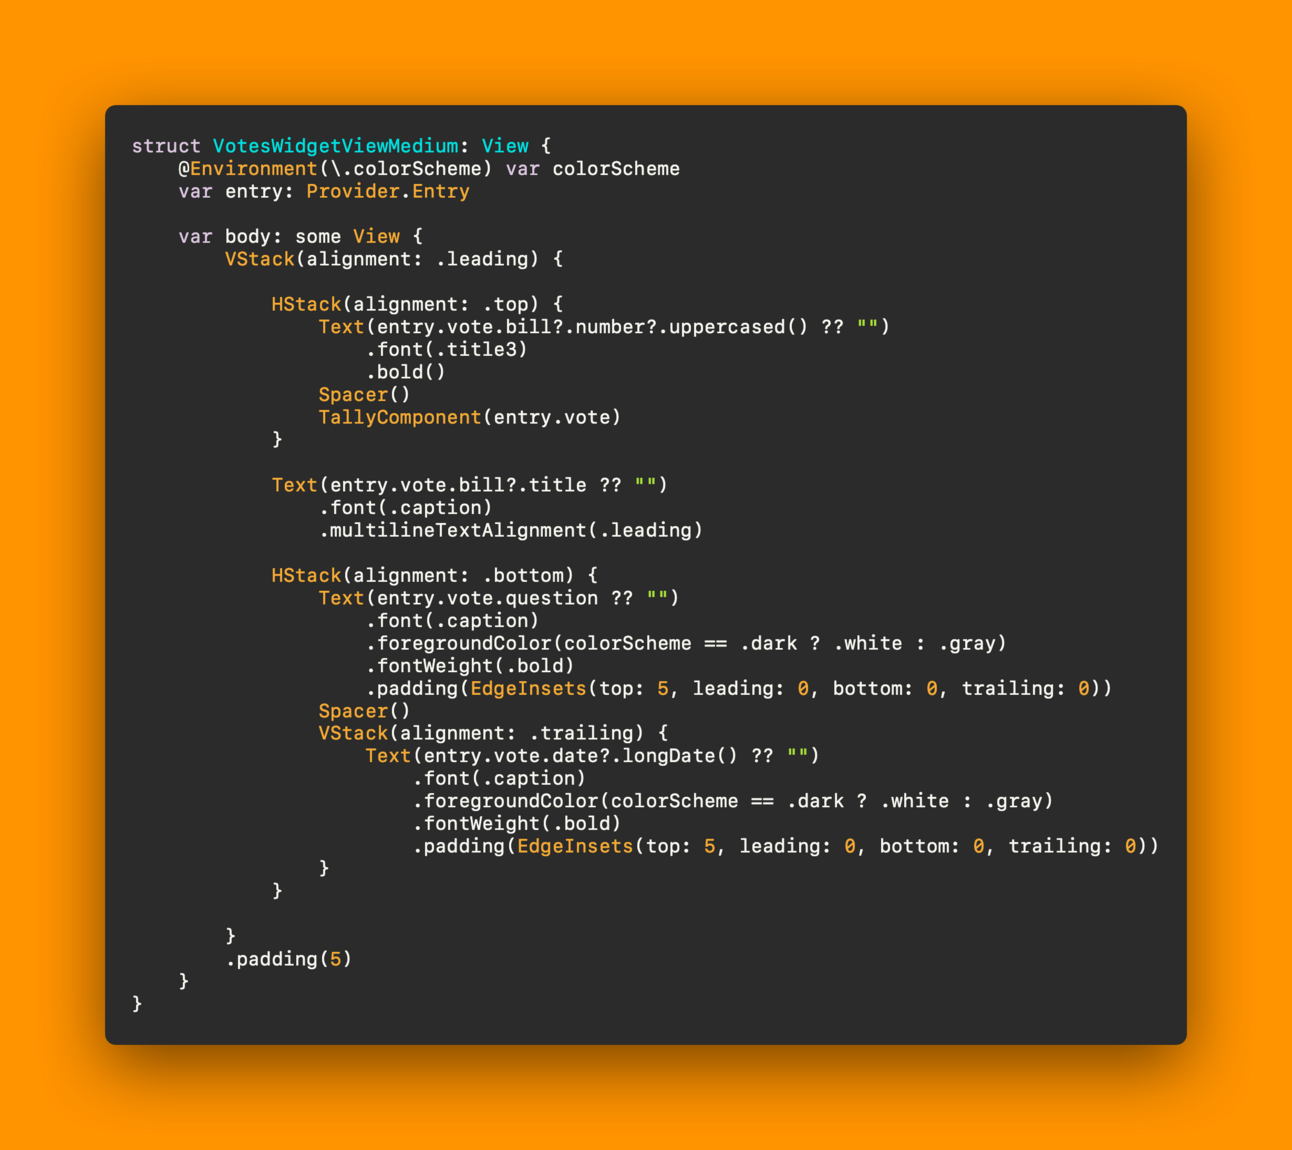 struct VotesWidgetViewMedium: View {
    @Environment(\.colorScheme) var colorScheme
    var entry: Provider.Entry

    var body: some View {
        VStack(alignment: .leading) {

            HStack(alignment: .top) {
                Text(entry.vote.bill?.number?.uppercased() ?? "")
                    .font(.title3)
                    .bold()
                Spacer()
                TallyComponent(entry.vote)
            }

            Text(entry.vote.bill?.title ?? "")
                .font(.caption)
                .multilineTextAlignment(.leading)

            HStack(alignment: .bottom) {
                Text(entry.vote.question ?? "")
                    .font(.caption)
                    .foregroundColor(colorScheme == .dark ? .white : .gray)
                    .fontWeight(.bold)
                    .padding(EdgeInsets(top: 5, leading: 0, bottom: 0, trailing: 0))
                Spacer()
                VStack(alignment: .trailing) {
                    Text(entry.vote.date?.longDate() ?? "")
                        .font(.caption)
                        .foregroundColor(colorScheme == .dark ? .white : .gray)
                        .fontWeight(.bold)
                        .padding(EdgeInsets(top: 5, leading: 0, bottom: 0, trailing: 0))
                }
            }

        }
        .padding(5)
    }
}